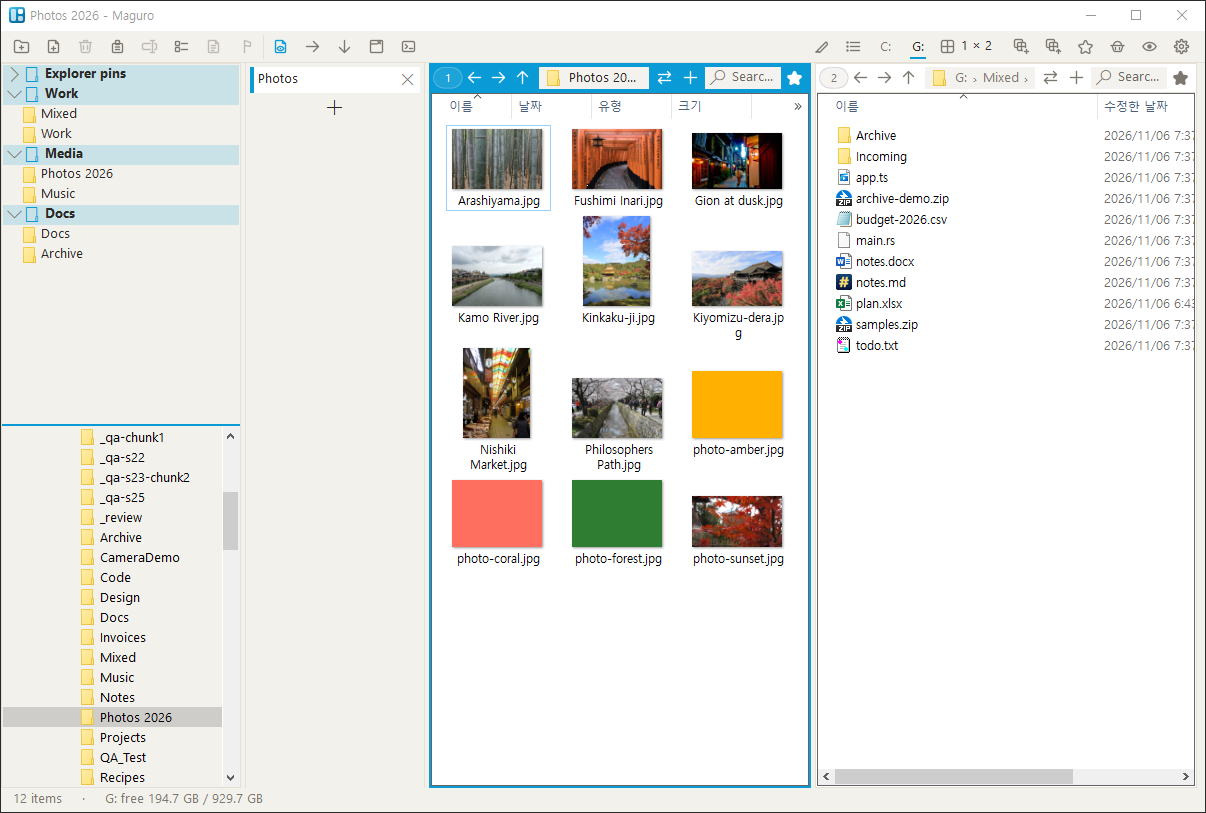 Photos 2026 - Maguro
C:
G:
1 × 2
Explorer pins
Work
Mixed
Work
Media
Photos 2026
Music
Docs
Docs
Archive
_qa-chunk1
_qa-s22
_qa-s23-chunk2
_qa-s25
_review
Archive
CameraDemo
Code
Design
Docs
Invoices
Mixed
Music
Notes
Photos 2026
Projects
QA_Test
Recipes
Photos
1
Photos 20...
Searc...
이름
날짜
유형
크기
»
Arashiyama.jpg
Fushimi Inari.jpg
Gion at dusk.jpg
Kamo River.jpg
Kinkaku-ji.jpg
Kiyomizu-dera.jp
g
Nishiki
Market.jpg
Philosophers
Path.jpg
photo-amber.jpg
photo-coral.jpg
photo-forest.jpg
photo-sunset.jpg
2
G: › Mixed ›
Searc...
이름
수정한 날짜
Archive 2026/11/06 7:37
Incoming 2026/11/06 7:37
app.ts 2026/11/06 7:37
archive-demo.zip 2026/11/06 7:37
budget-2026.csv 2026/11/06 7:37
main.rs 2026/11/06 7:37
notes.docx 2026/11/06 7:37
notes.md 2026/11/06 7:37
plan.xlsx 2026/11/06 6:43
samples.zip 2026/11/06 7:37
todo.txt 2026/11/06 7:37
12 items · G: free 194.7 GB / 929.7 GB